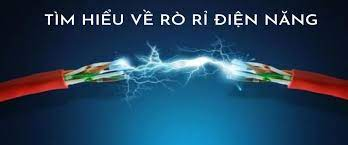 TÌM HIỂU VỀ RÒ RỈ ĐIỆN NĂNG